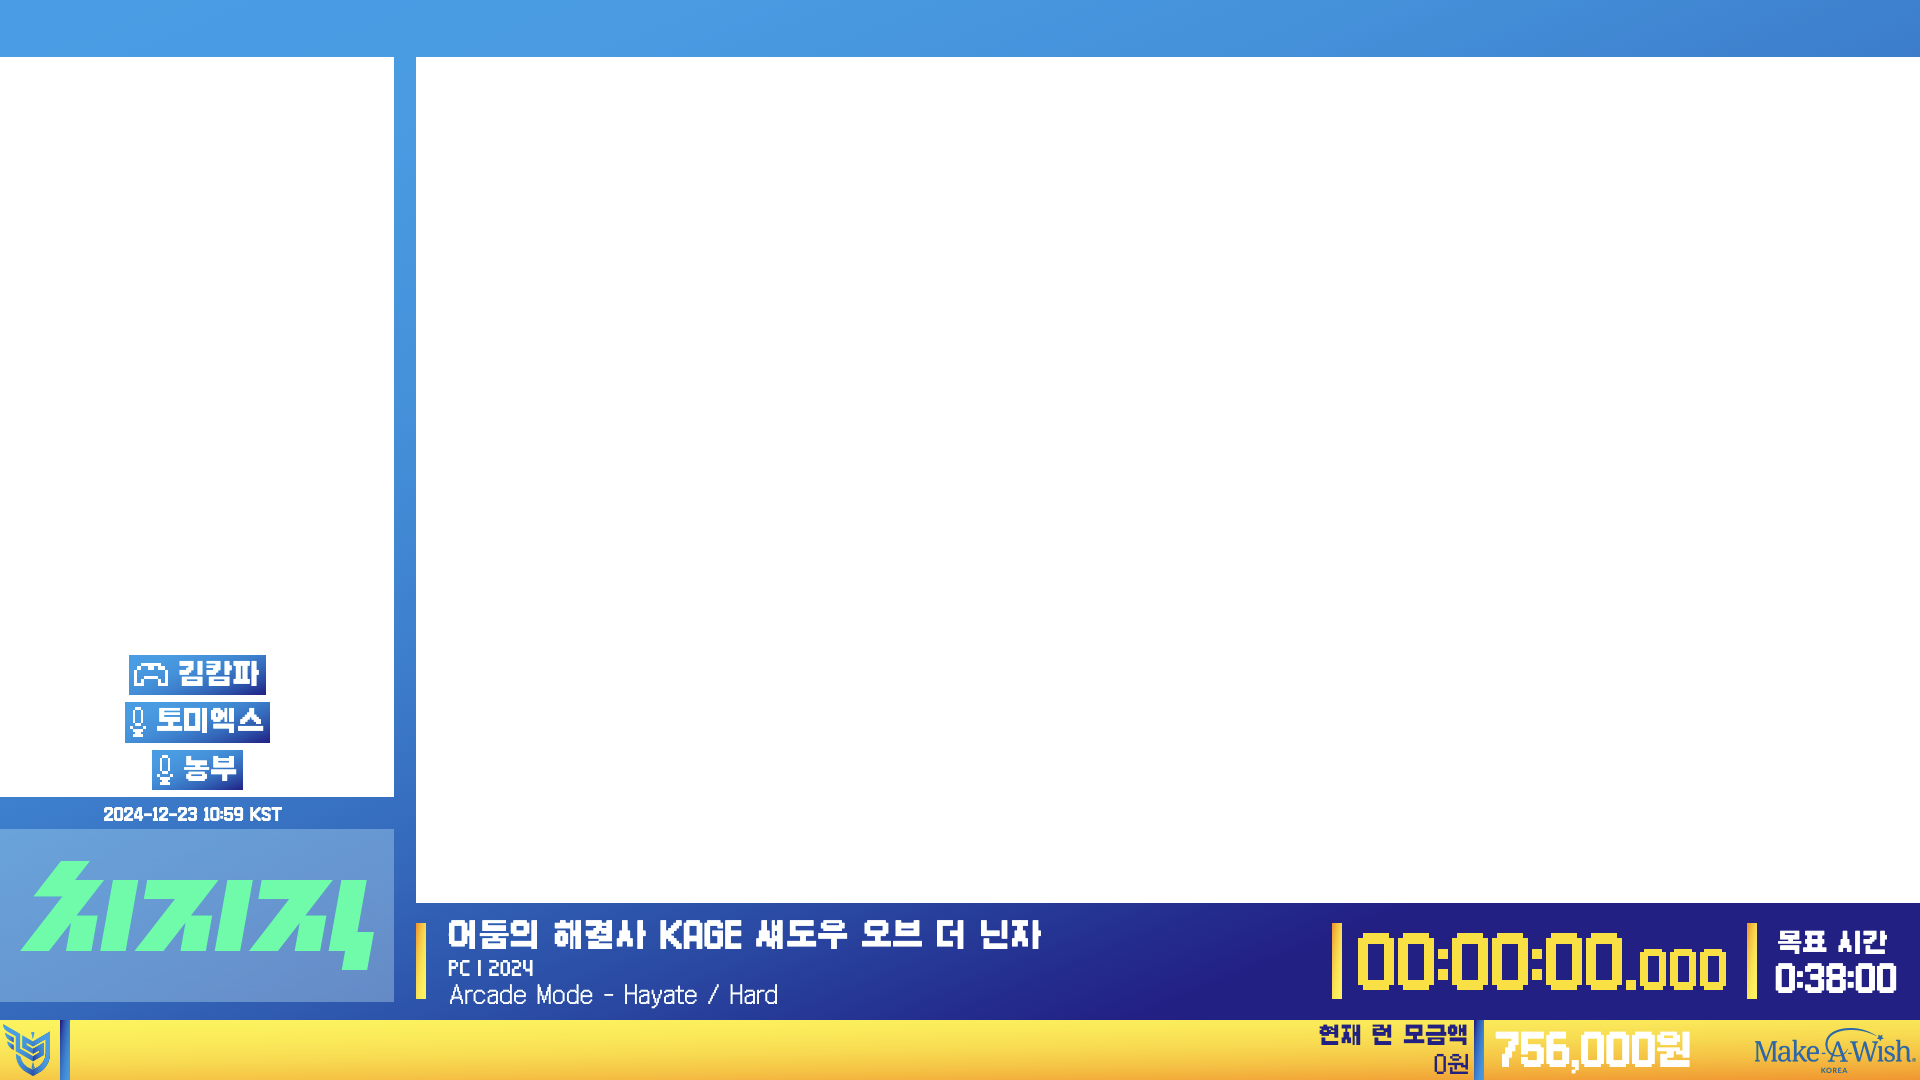 김캄파
토미엑스
농부
2024-12-23 10:59 KST
치지직
어둠의 해결사 KAGE 섀도우 오브 더 닌자
PC | 2024
Arcade Mode - Hayate / Hard
00:00:00.000
목표 시간
0:38:00
현재 런 모금액
0원
756,000원
Make-A-Wish®
KOREA